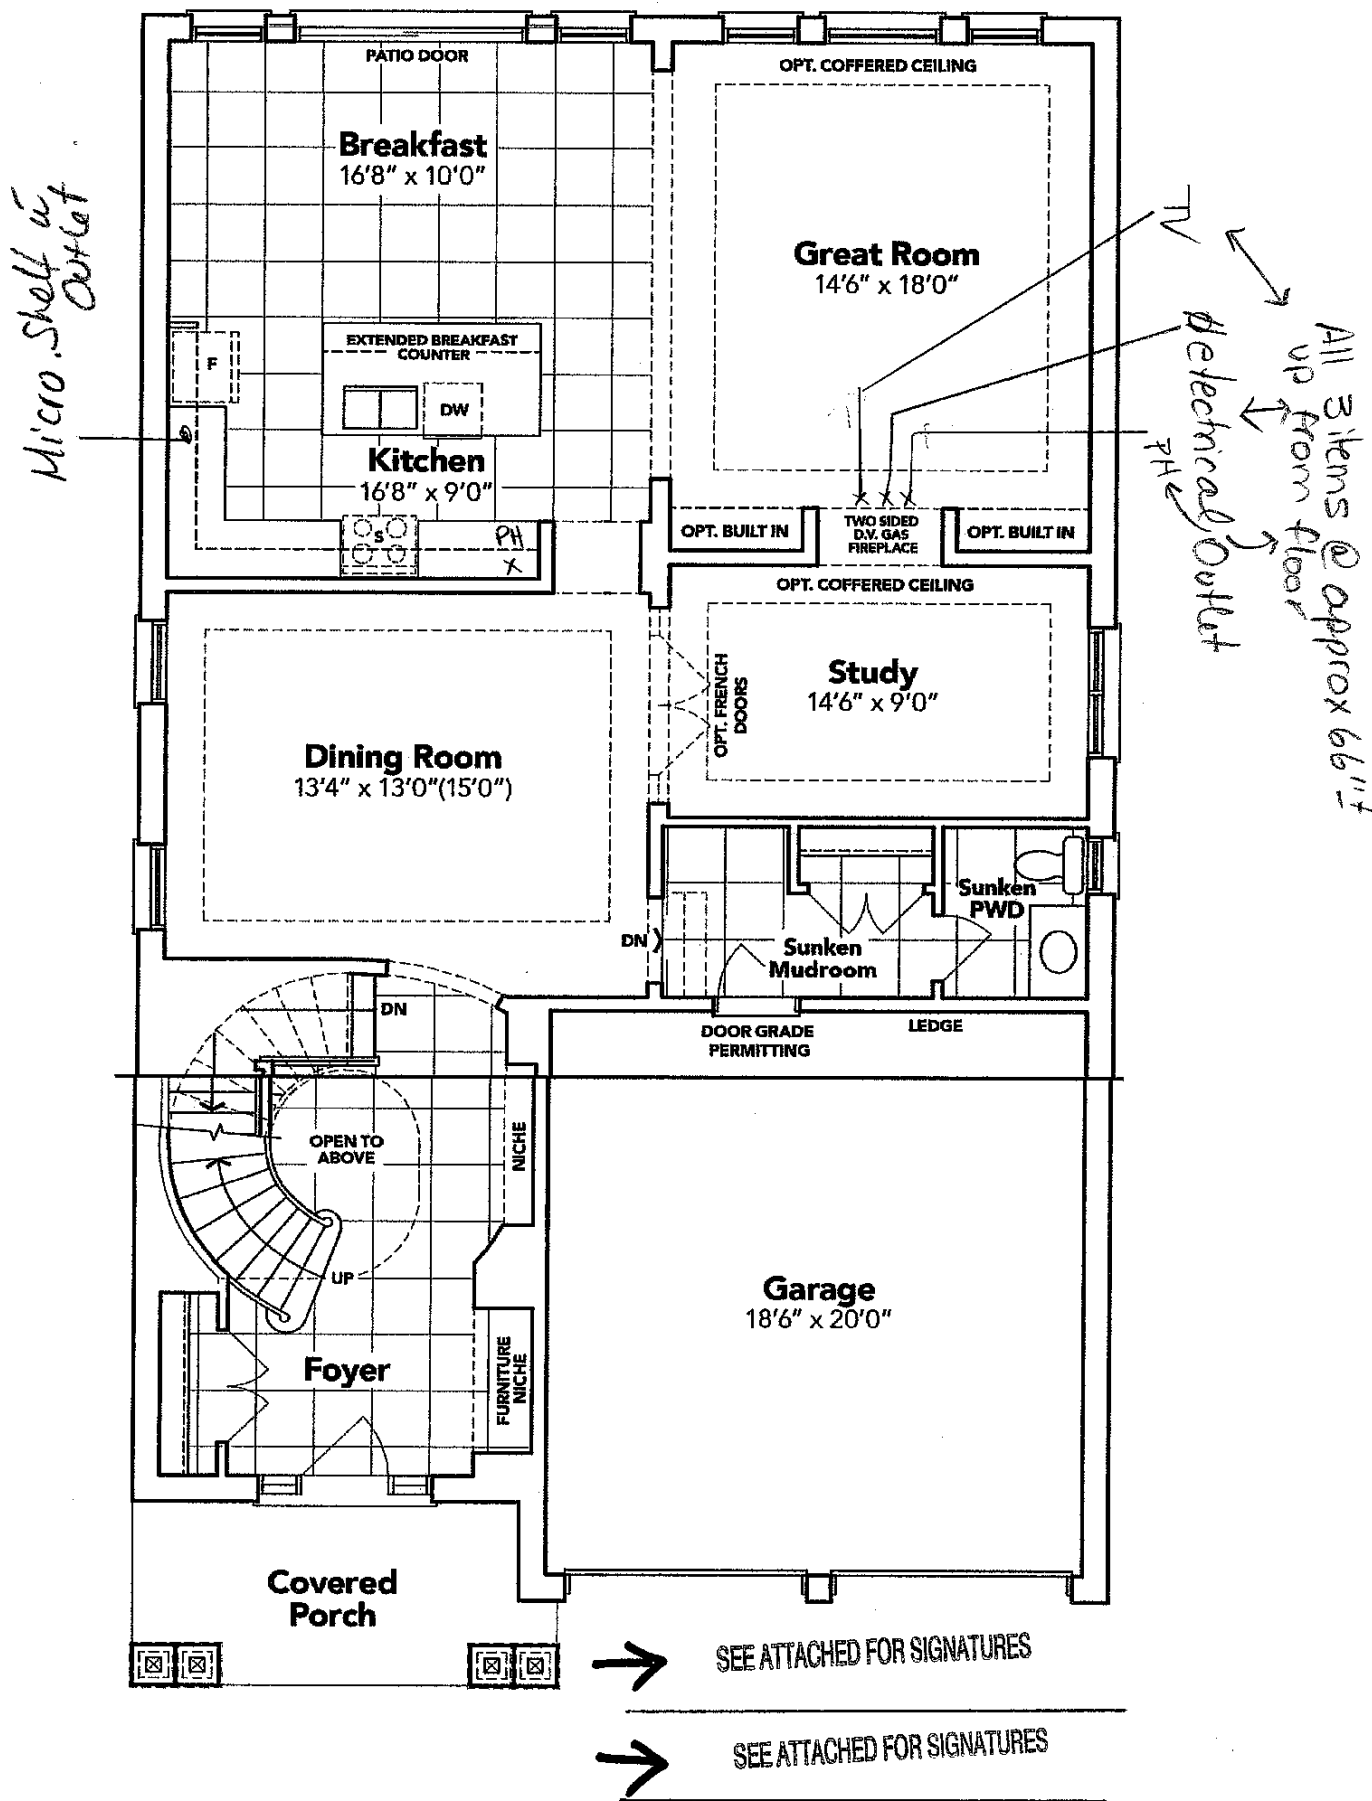 PATIO DOOR
OPT. COFFERED CEILING
Breakfast
16'8" x 10'0"
Great Room
14'6" x 18'0"
TV
Micro. Shelf w
Outlet
EXTENDED BREAKFAST
COUNTER
F
DW
Electrical Outlet
PH
All 3 items @ approx 66"±
up from floor
Kitchen
16'8" x 9'0"
S
PH
X
X X X
OPT. BUILT IN
TWO SIDED
D.V. GAS
FIREPLACE
OPT. BUILT IN
OPT. COFFERED CEILING
Study
14'6" x 9'0"
OPT. FRENCH
DOORS
Dining Room
13'4" x 13'0"(15'0")
Sunken
PWD
DN
Sunken
Mudroom
DN
DOOR GRADE
PERMITTING
LEDGE
OPEN TO
ABOVE
NICHE
UP
Garage
18'6" x 20'0"
Foyer
FURNITURE
NICHE
Covered
Porch
SEE ATTACHED FOR SIGNATURES
SEE ATTACHED FOR SIGNATURES